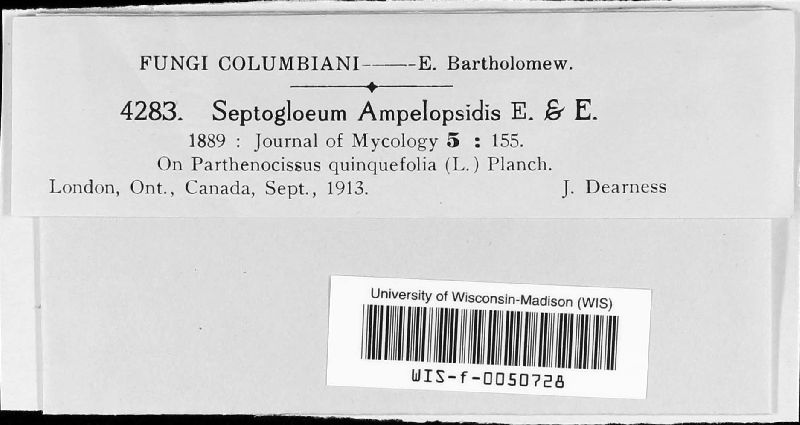 FUNGI COLUMBIANI——E. Bartholomew.
4283. Septogloeum Ampelopsidis E. & E.
1889 : Journal of Mycology 5 : 155.
On Parthenocissus quinquefolia (L.) Planch.
London, Ont., Canada, Sept., 1913. J. Dearness
University of Wisconsin-Madison (WIS)
WIS-f-0050728